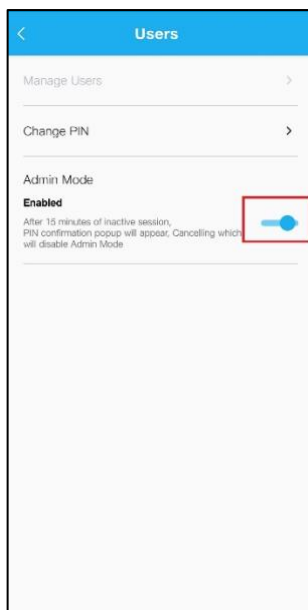 Users
Manage Users
Change PIN
Admin Mode
Enabled
After 15 minutes of inactive session,
PIN confirmation popup will appear, Cancelling which
will disable Admin Mode